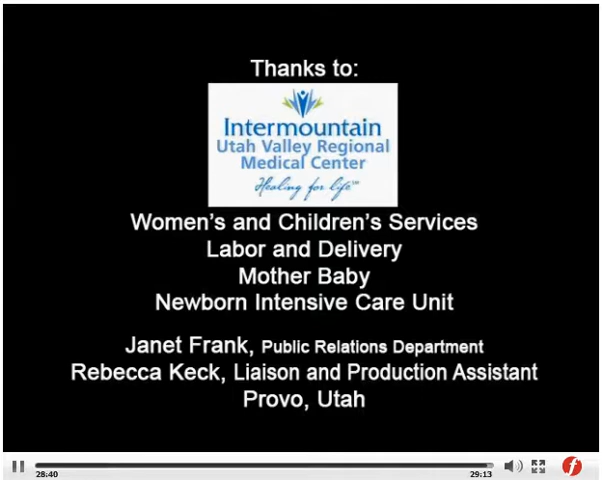 Thanks to:
Intermountain
Utah Valley Regional
Medical Center
Healing for life™
Women's and Children's Services
Labor and Delivery
Mother Baby
Newborn Intensive Care Unit
Janet Frank, Public Relations Department
Rebecca Keck, Liaison and Production Assistant
Provo, Utah
28:40
29:13